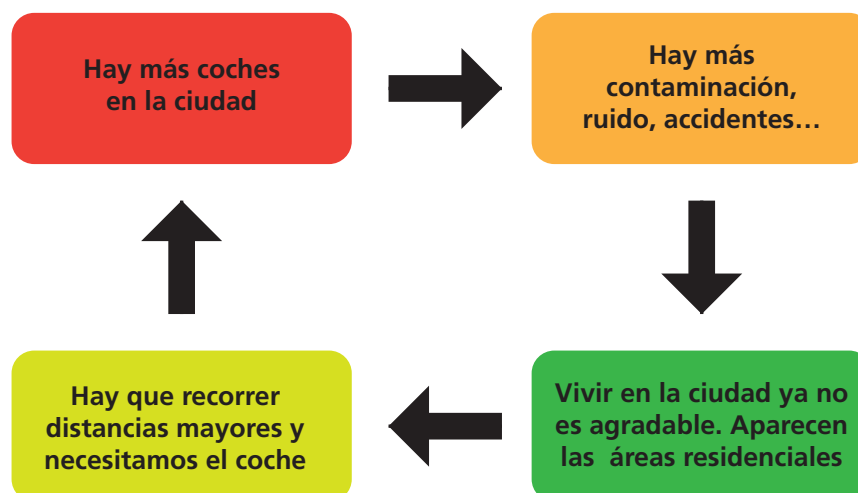 Hay más coches
en la ciudad
Hay más
contaminación,
ruido, accidentes…
Vivir en la ciudad ya no
es agradable. Aparecen
las áreas residenciales
Hay que recorrer
distancias mayores y
necesitamos el coche